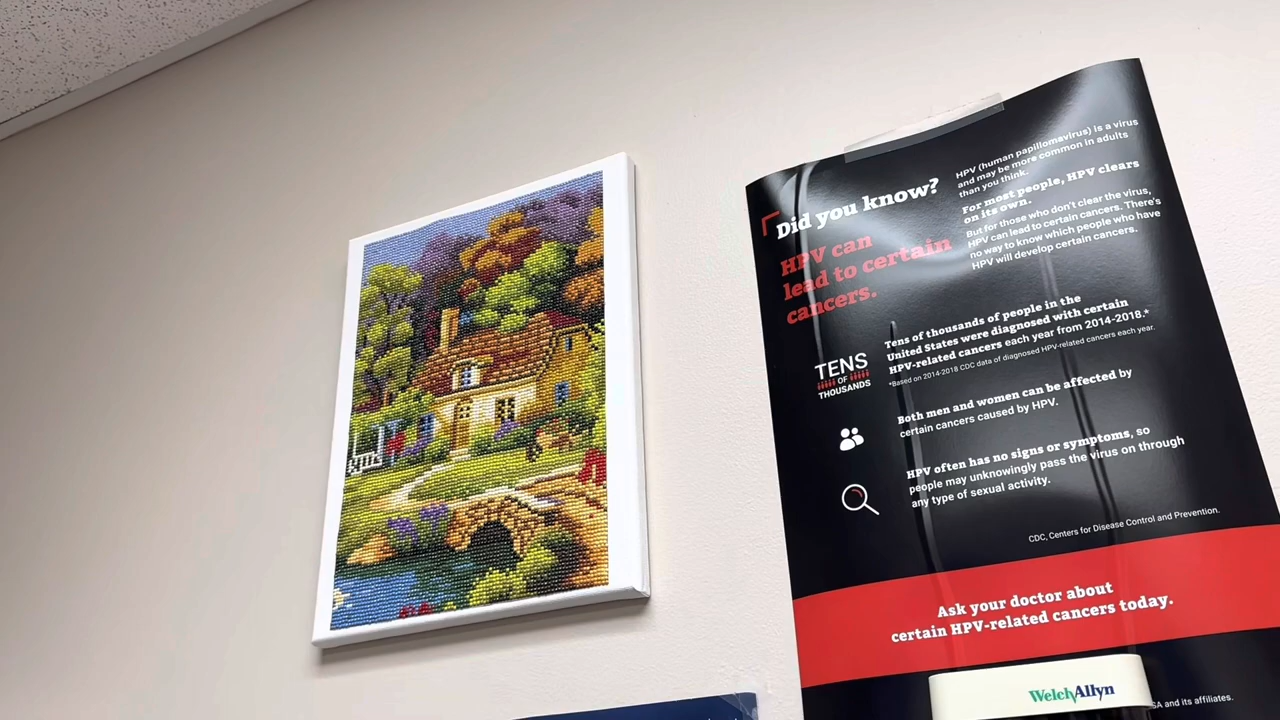 Did you know?
HPV can
lead to certain
cancers.
HPV (human papillomavirus) is a virus
and may be more common in adults
than you think.
For most people, HPV clears
on its own.
But for those who don't clear the virus,
HPV can lead to certain cancers. There's
no way to know which people who have
HPV will develop certain cancers.
TENS
OF
THOUSANDS
Tens of thousands of people in the
United States were diagnosed with certain
HPV-related cancers each year from 2014-2018.*
*Based on 2014-2018 CDC data of diagnosed HPV-related cancers each year.
Both men and women can be affected by
certain cancers caused by HPV.
HPV often has no signs or symptoms, so
people may unknowingly pass the virus on through
any type of sexual activity.
CDC, Centers for Disease Control and Prevention.
Ask your doctor about
certain HPV-related cancers today.
WelchAllyn
SA and its affiliates.